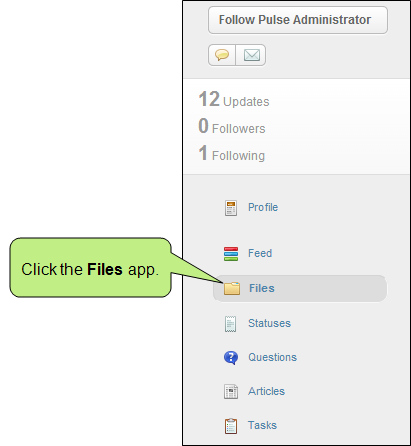 Follow Pulse Administrator
12 Updates
0 Followers
1 Following
Profile
Feed
Click the Files app.
Files
Statuses
Questions
Articles
Tasks